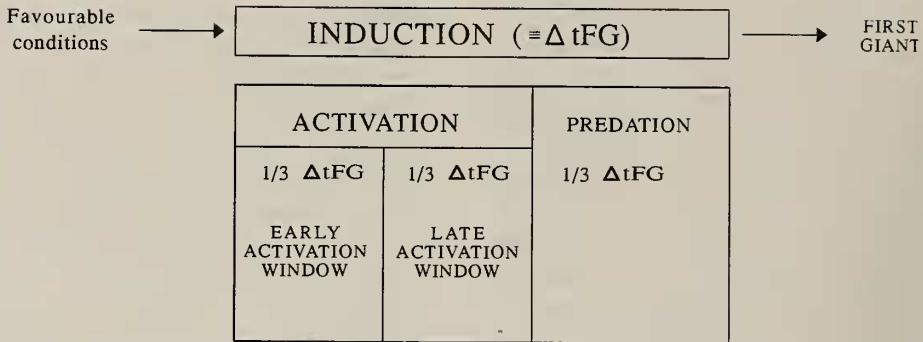 Favourable
conditions
INDUCTION (≡Δ tFG)
FIRST
GIANT
ACTIVATION
PREDATION
1/3 ΔtFG
1/3 ΔtFG
1/3 ΔtFG
EARLY
ACTIVATION
WINDOW
LATE
ACTIVATION
WINDOW